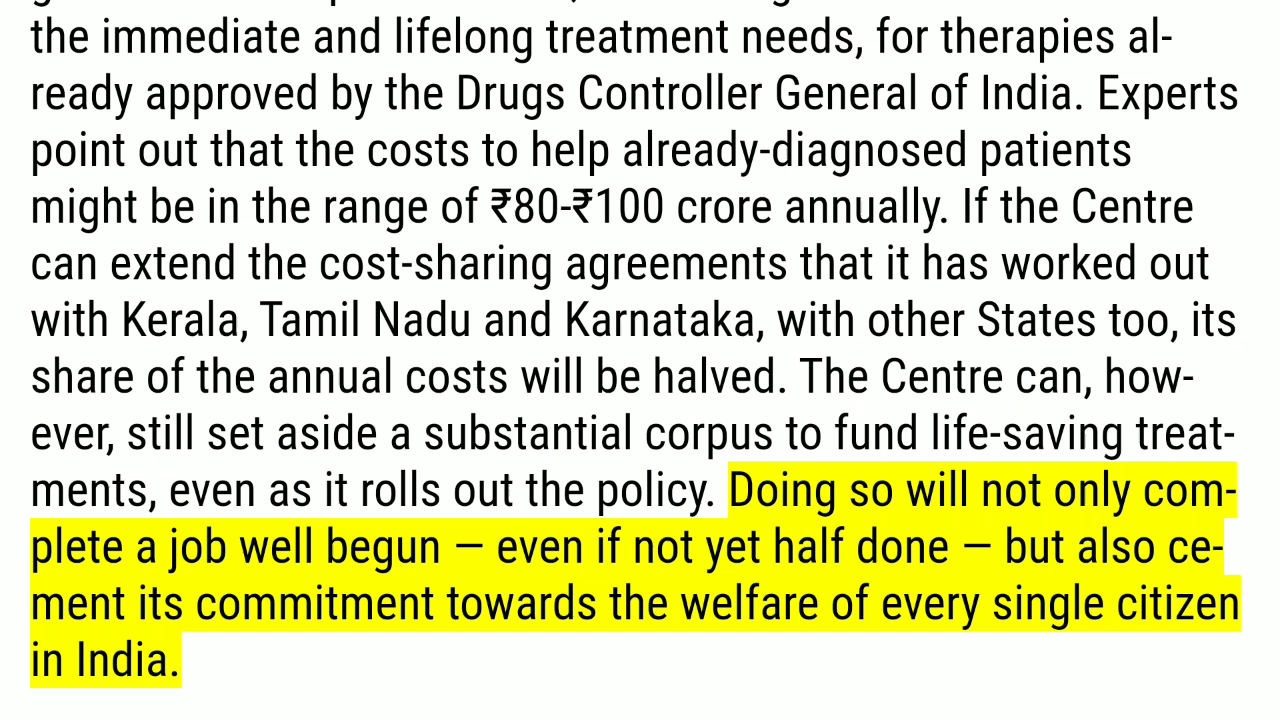 the immediate and lifelong treatment needs, for therapies al-
ready approved by the Drugs Controller General of India. Experts
point out that the costs to help already-diagnosed patients
might be in the range of ₹80-₹100 crore annually. If the Centre
can extend the cost-sharing agreements that it has worked out
with Kerala, Tamil Nadu and Karnataka, with other States too, its
share of the annual costs will be halved. The Centre can, how-
ever, still set aside a substantial corpus to fund life-saving treat-
ments, even as it rolls out the policy. Doing so will not only com-
plete a job well begun — even if not yet half done — but also ce-
ment its commitment towards the welfare of every single citizen
in India.